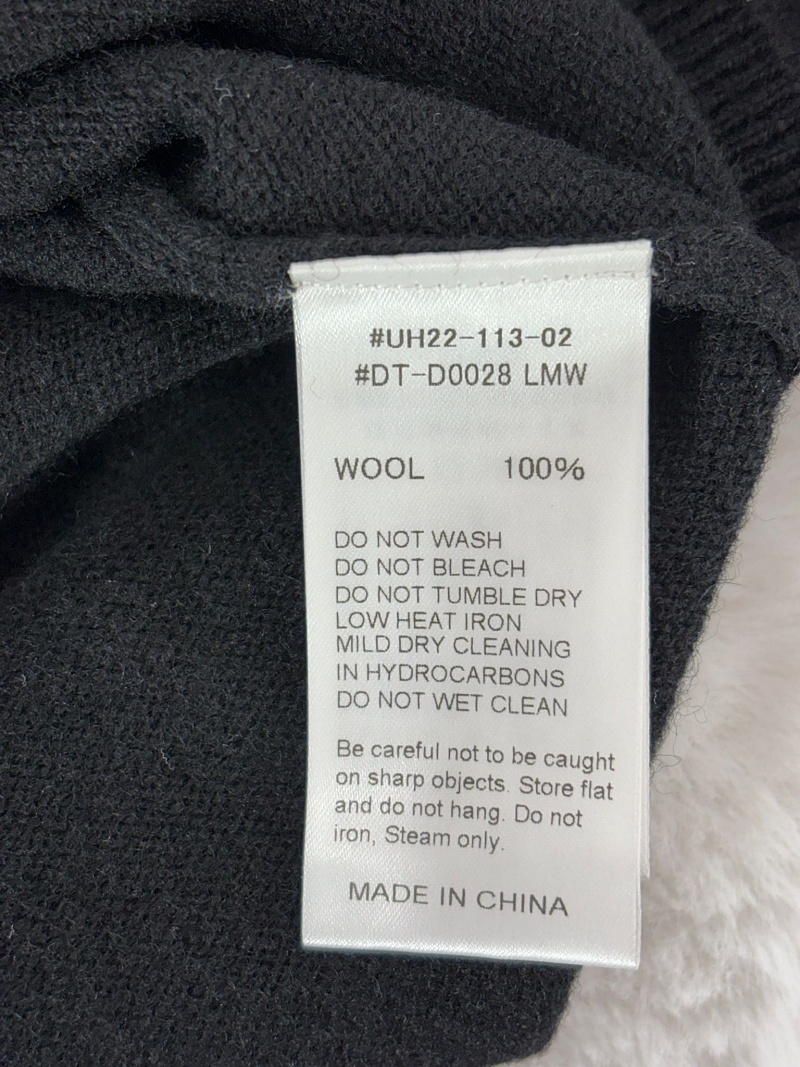 #UH22-113-02
#DT-D0028 LMW
WOOL 100%
DO NOT WASH
DO NOT BLEACH
DO NOT TUMBLE DRY
LOW HEAT IRON
MILD DRY CLEANING
IN HYDROCARBONS
DO NOT WET CLEAN
Be careful not to be caught
on sharp objects. Store flat
and do not hang. Do not
iron, Steam only.
MADE IN CHINA